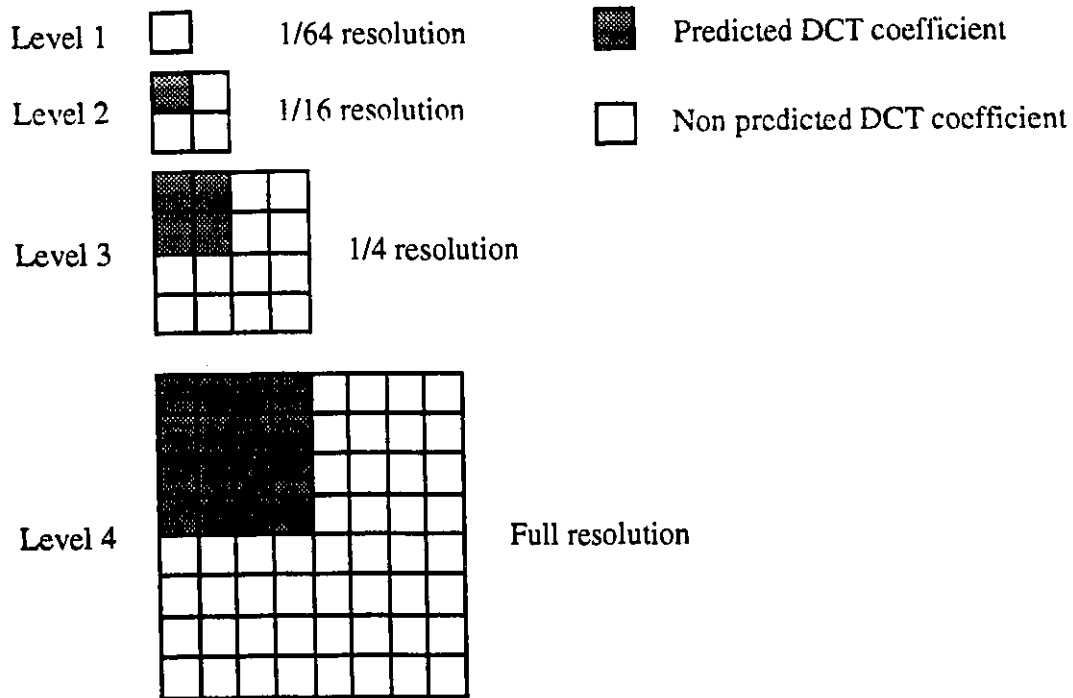 Level 1
1/64 resolution
Predicted DCT coefficient
Level 2
1/16 resolution
Non predicted DCT coefficient
Level 3
1/4 resolution
Level 4
Full resolution